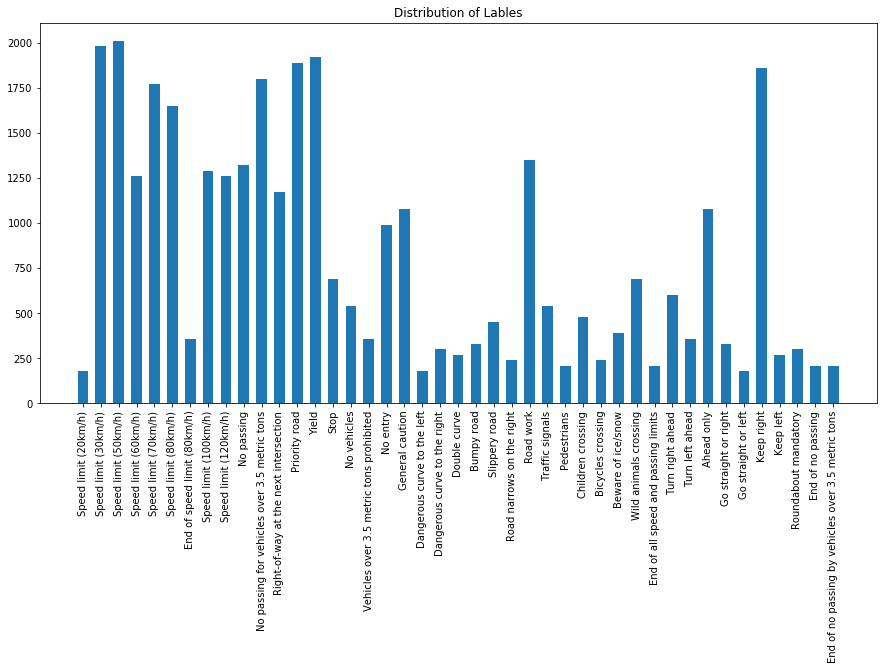 Distribution of Lables
2000
1750
1500
1250
1000
750
500
250
0
Speed limit (20km/h)
Speed limit (30km/h)
Speed limit (50km/h)
Speed limit (60km/h)
Speed limit (70km/h)
Speed limit (80km/h)
End of speed limit (80km/h)
Speed limit (100km/h)
Speed limit (120km/h)
No passing
No passing for vehicles over 3.5 metric tons
Right-of-way at the next intersection
Priority road
Yield
Stop
No vehicles
Vehicles over 3.5 metric tons prohibited
No entry
General caution
Dangerous curve to the left
Dangerous curve to the right
Double curve
Bumpy road
Slippery road
Road narrows on the right
Road work
Traffic signals
Pedestrians
Children crossing
Bicycles crossing
Beware of ice/snow
Wild animals crossing
End of all speed and passing limits
Turn right ahead
Turn left ahead
Ahead only
Go straight or right
Go straight or left
Keep right
Keep left
Roundabout mandatory
End of no passing
End of no passing by vehicles over 3.5 metric tons